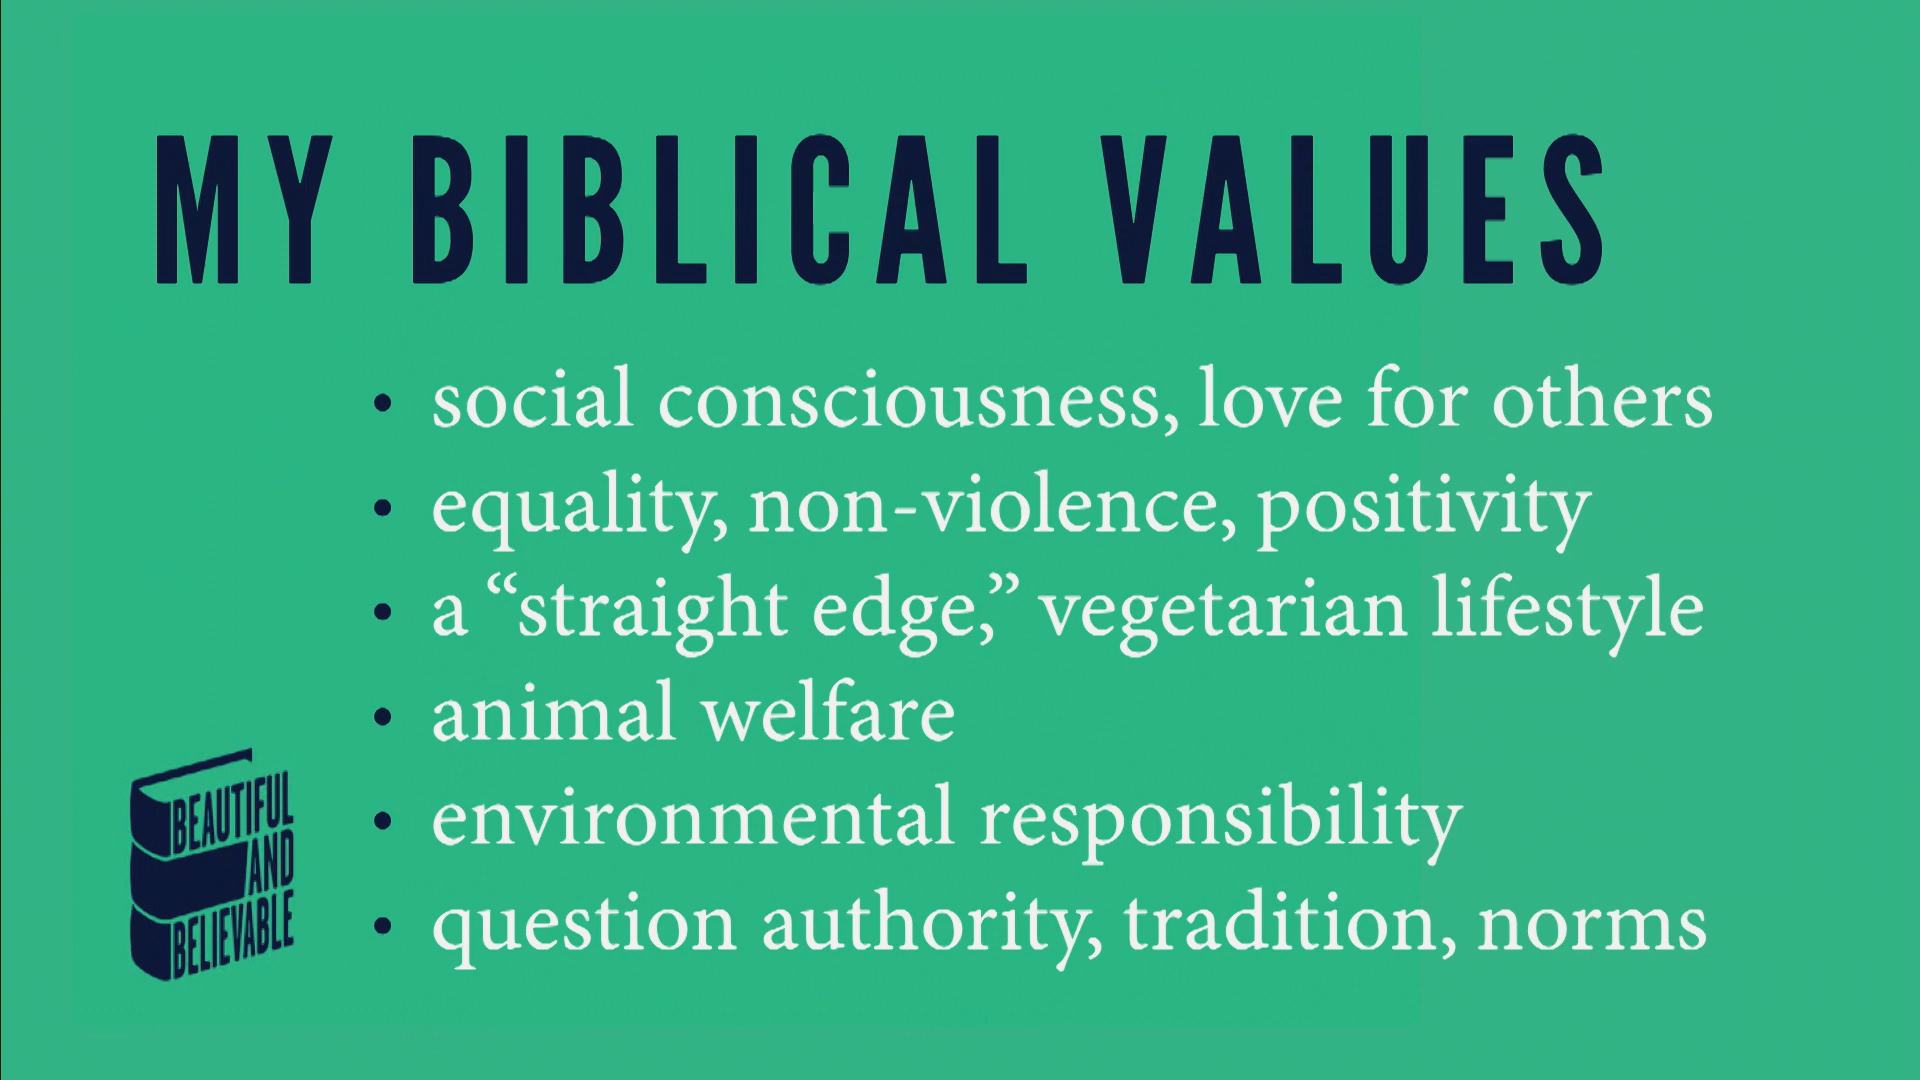 MY BIBLICAL VALUES
• social consciousness, love for others
• equality, non-violence, positivity
• a “straight edge,” vegetarian lifestyle
• animal welfare
• environmental responsibility
• question authority, tradition, norms
BEAUTIFUL
AND
BELIEVABLE